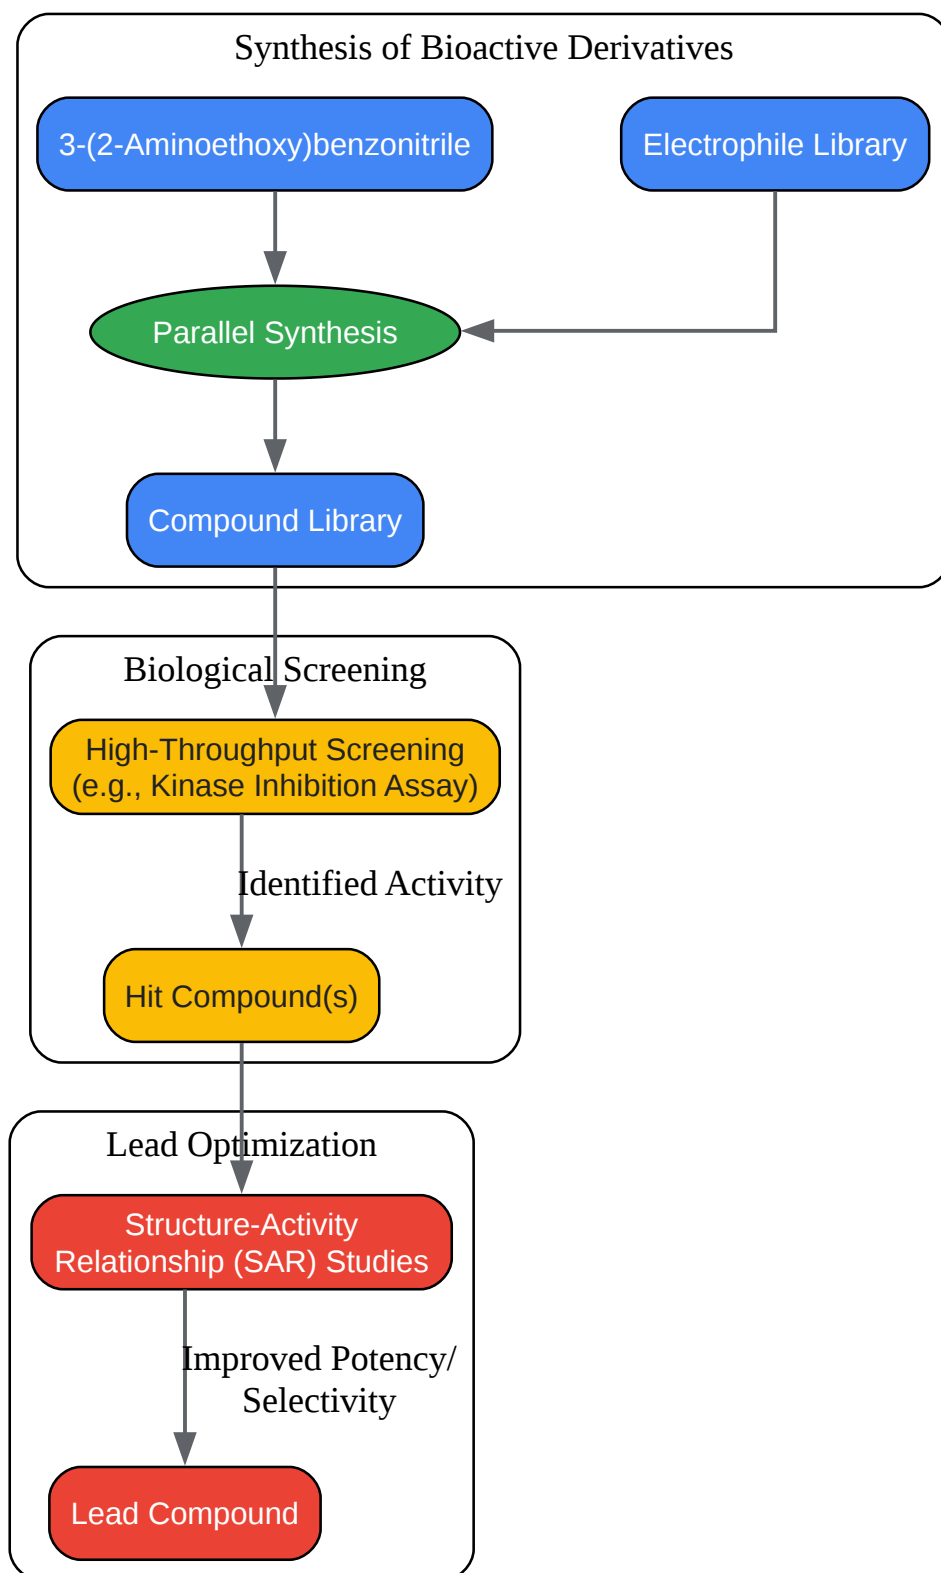 Synthesis of Bioactive Derivatives
3-(2-Aminoethoxy)benzonitrile
Electrophile Library
Parallel Synthesis
Compound Library
Biological Screening
High-Throughput Screening
(e.g., Kinase Inhibition Assay)
Identified Activity
Hit Compound(s)
Lead Optimization
Structure-Activity
Relationship (SAR) Studies
Improved Potency/
Selectivity
Lead Compound